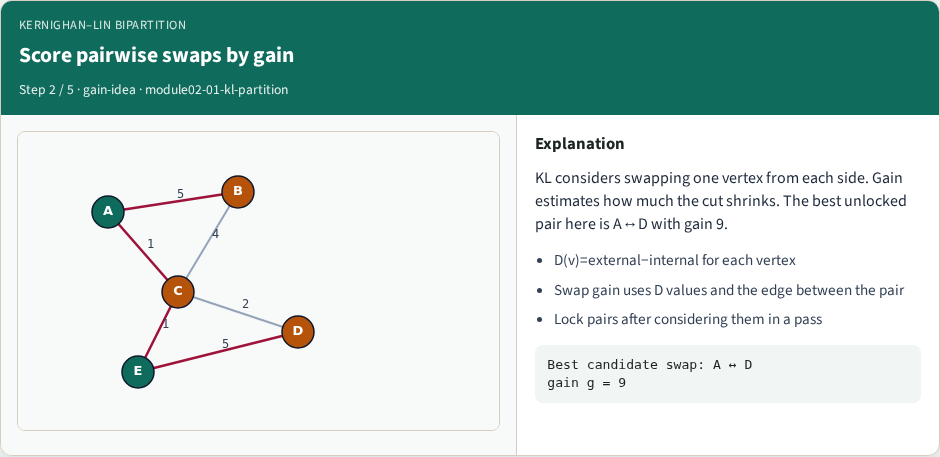 KERNIGHAN–LIN BIPARTITION
Score pairwise swaps by gain
Step 2 / 5 · gain-idea · module02-01-kl-partition
A
5
B
1
4
C
2
1
D
5
E
Explanation
KL considers swapping one vertex from each side. Gain
estimates how much the cut shrinks. The best unlocked
pair here is A↔D with gain 9.
• D(v)=external−internal for each vertex
• Swap gain uses D values and the edge between the pair
• Lock pairs after considering them in a pass
Best candidate swap: A ↔ D
gain g = 9